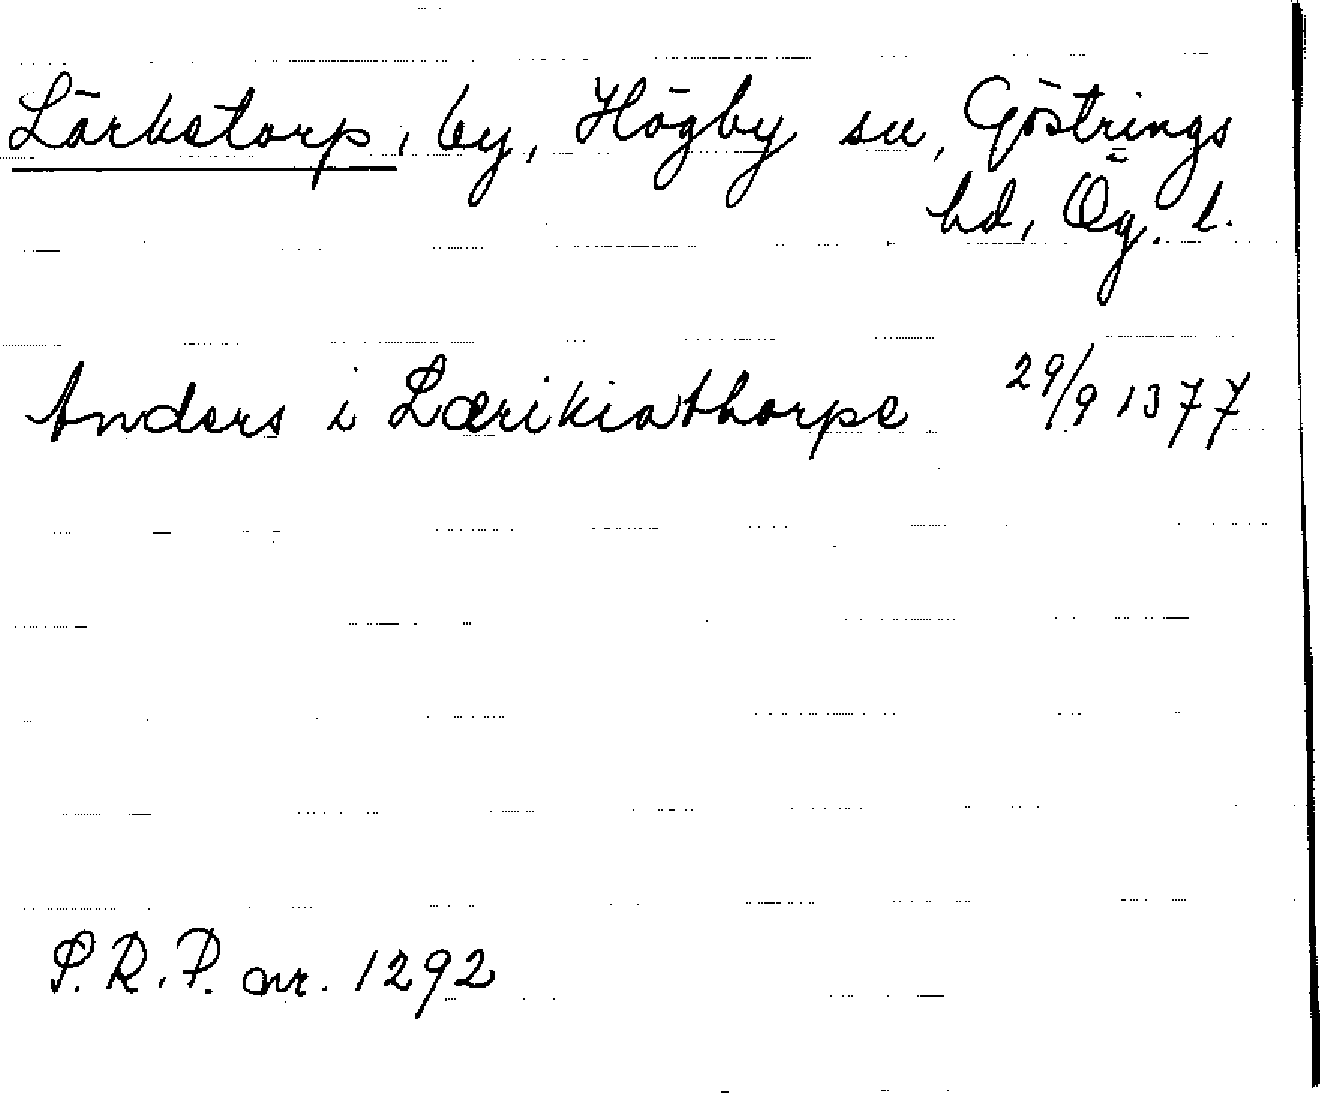 Lärkstorp, by, Högby sn, Göstrings
hd, Ög. l.
Anders i Lærikiathorpe 29/9 1377
S.R.P. nr. 1292